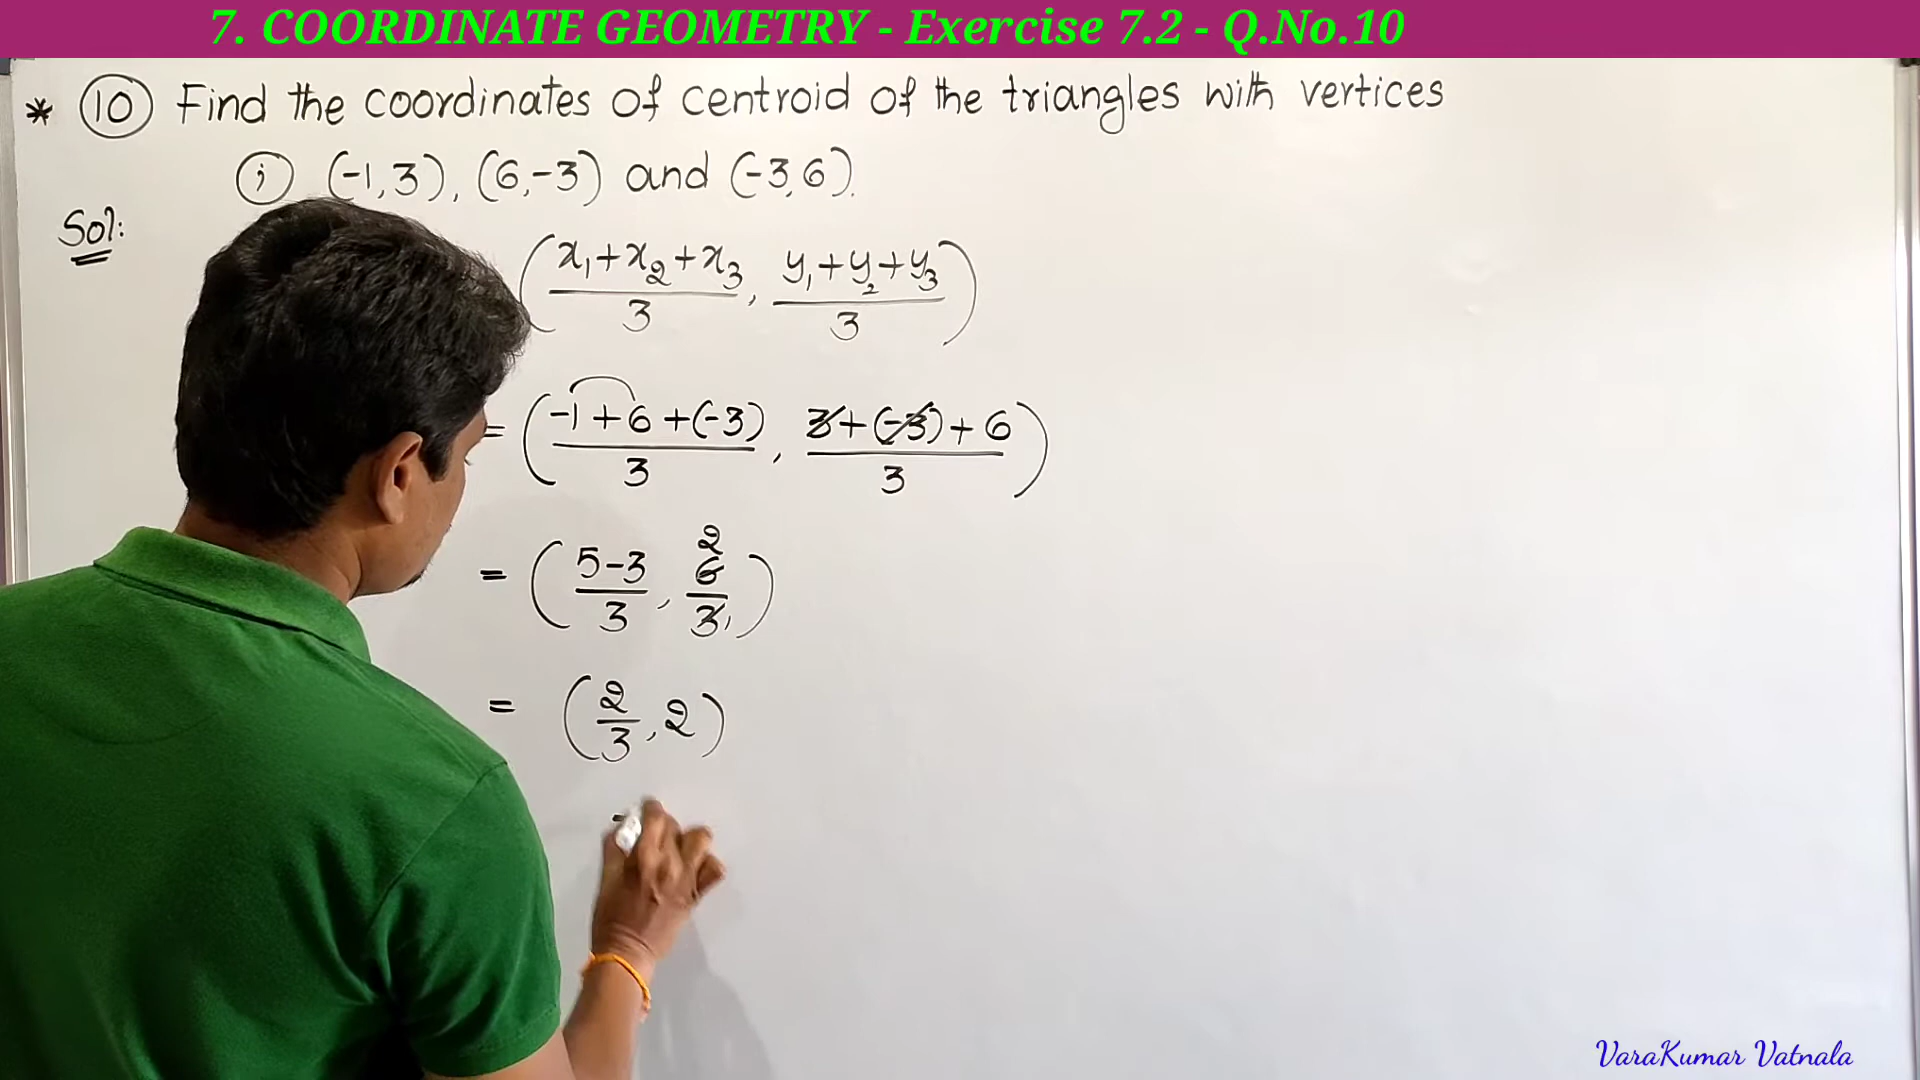 7. COORDINATE GEOMETRY - Exercise 7.2 - Q.No.10
* 10 Find the coordinates of centroid of the triangles with vertices
i (-1,3), (6,-3) and (-3,6).
Sol:
(x₁+x₂+x₃/3, y₁+y₂+y₃/3)
= (-1+6+(-3)/3, 3+(-3)+6/3)
= (5-3/3, 2 6/3 1)
= (2/3, 2)
VaraKumar Vatnala